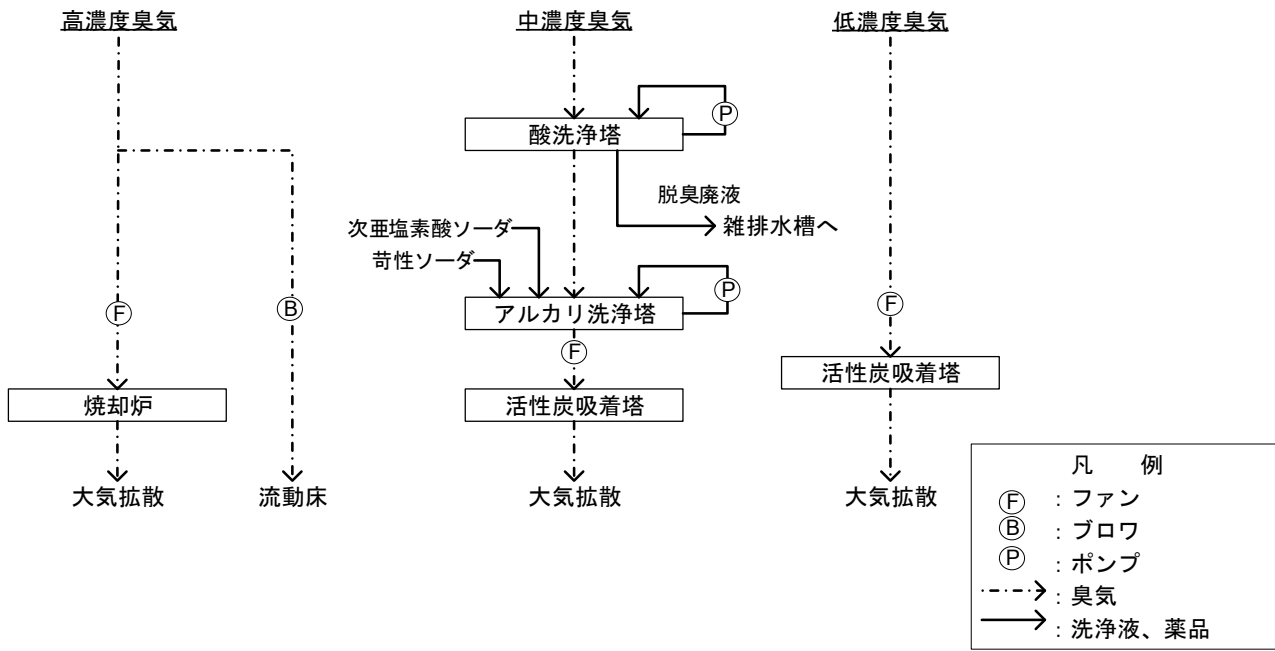 高濃度臭気
中濃度臭気
低濃度臭気
P
酸洗浄塔
脱臭廃液
雑排水槽へ
次亜塩素酸ソーダ
苛性ソーダ
P
アルカリ洗浄塔
F
B
F
F
活性炭吸着塔
焼却炉
活性炭吸着塔
大気拡散
流動床
大気拡散
大気拡散
凡 例
F : ファン
B : ブロワ
P : ポンプ
: 臭気
: 洗浄液、薬品